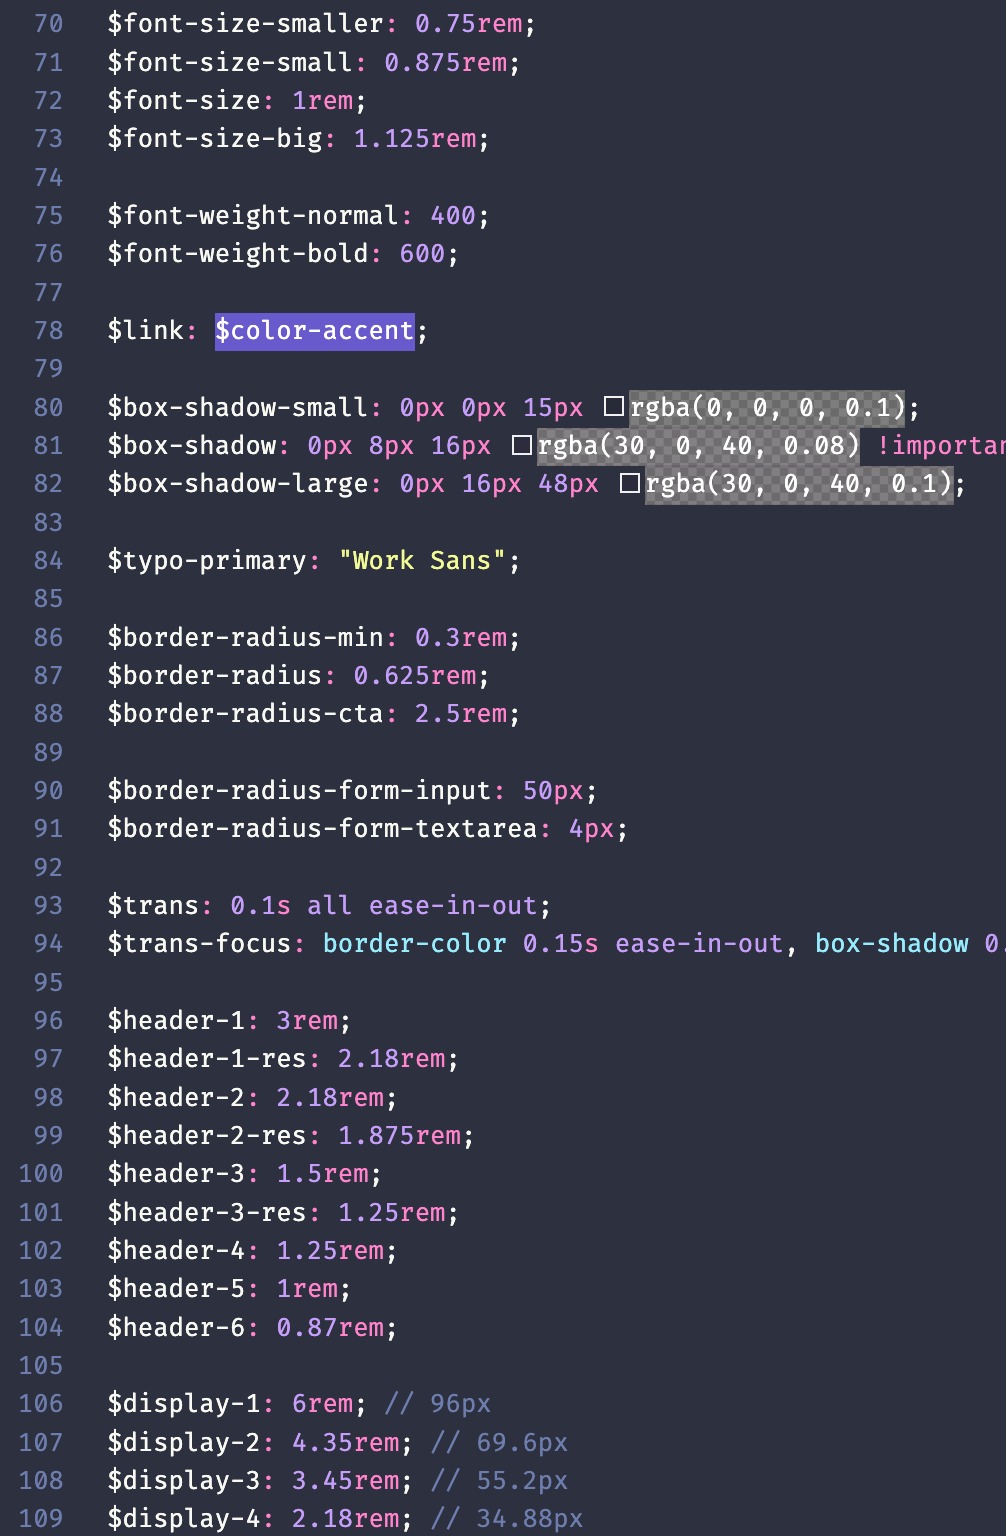 70 $font-size-smaller: 0.75rem;
71 $font-size-small: 0.875rem;
72 $font-size: 1rem;
73 $font-size-big: 1.125rem;
74
75 $font-weight-normal: 400;
76 $font-weight-bold: 600;
77
78 $link: $color-accent;
79
80 $box-shadow-small: 0px 0px 15px rgba(0, 0, 0, 0.1);
81 $box-shadow: 0px 8px 16px rgba(30, 0, 40, 0.08) !importan
82 $box-shadow-large: 0px 16px 48px rgba(30, 0, 40, 0.1);
83
84 $typo-primary: "Work Sans";
85
86 $border-radius-min: 0.3rem;
87 $border-radius: 0.625rem;
88 $border-radius-cta: 2.5rem;
89
90 $border-radius-form-input: 50px;
91 $border-radius-form-textarea: 4px;
92
93 $trans: 0.1s all ease-in-out;
94 $trans-focus: border-color 0.15s ease-in-out, box-shadow 0.
95
96 $header-1: 3rem;
97 $header-1-res: 2.18rem;
98 $header-2: 2.18rem;
99 $header-2-res: 1.875rem;
100 $header-3: 1.5rem;
101 $header-3-res: 1.25rem;
102 $header-4: 1.25rem;
103 $header-5: 1rem;
104 $header-6: 0.87rem;
105
106 $display-1: 6rem; // 96px
107 $display-2: 4.35rem; // 69.6px
108 $display-3: 3.45rem; // 55.2px
109 $display-4: 2.18rem; // 34.88px